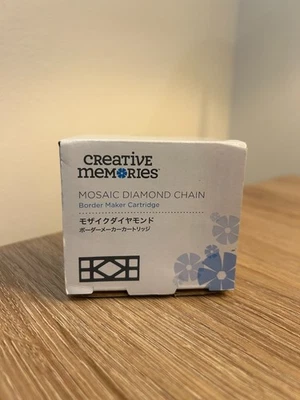 CREATIVE
MEMORIES
MOSAIC DIAMOND CHAIN
Border Maker Cartridge
モザイクダイヤモンド
ボーダーメーカーカートリッジ